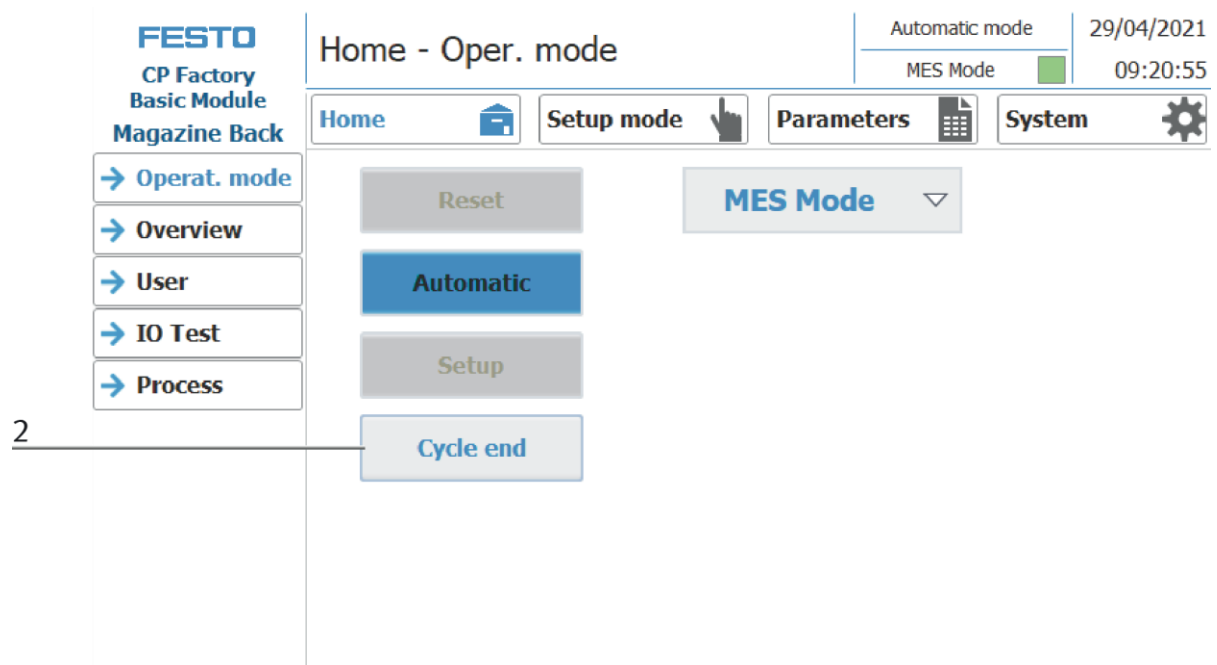 FESTO
CP Factory
Basic Module
Magazine Back
Home - Oper. mode
Automatic mode
MES Mode
29/04/2021
09:20:55
Home
Setup mode
Parameters
System
Operat. mode
Overview
User
IO Test
Process
Reset
MES Mode
Automatic
Setup
Cycle end
2